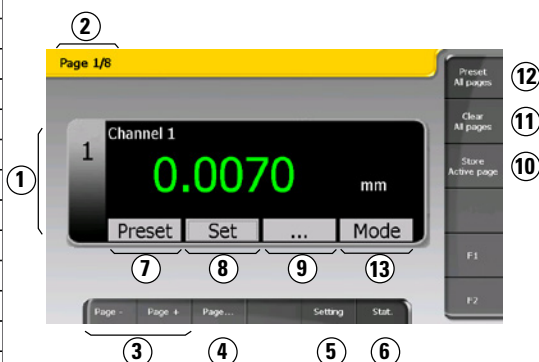 2
Page 1/8
Preset
All pages
12
Clear
All pages
11
Store
Active page
10
1
1
Channel 1
0.0070 mm
Preset Set ... Mode
7 8 9 13
F1
F2
Page - Page + Page... Setting Stat.
3 4 5 6